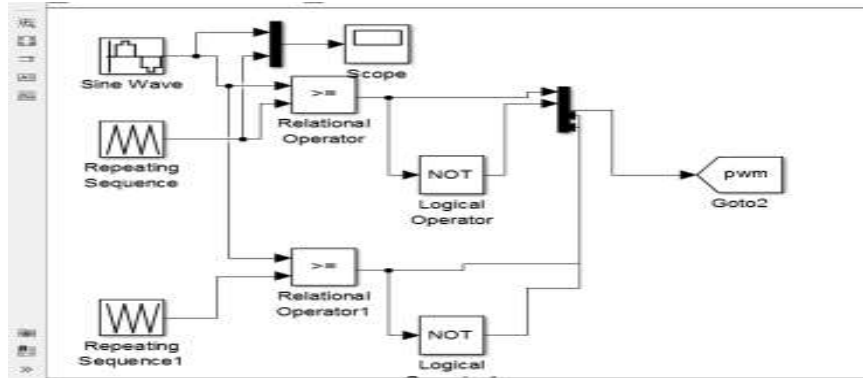 Sine Wave
Scope
>=
Relational
Operator
Repeating
Sequence
NOT
Logical
Operator
pwm
Goto2
>=
Relational
Operator1
Repeating
Sequence1
NOT
Logical